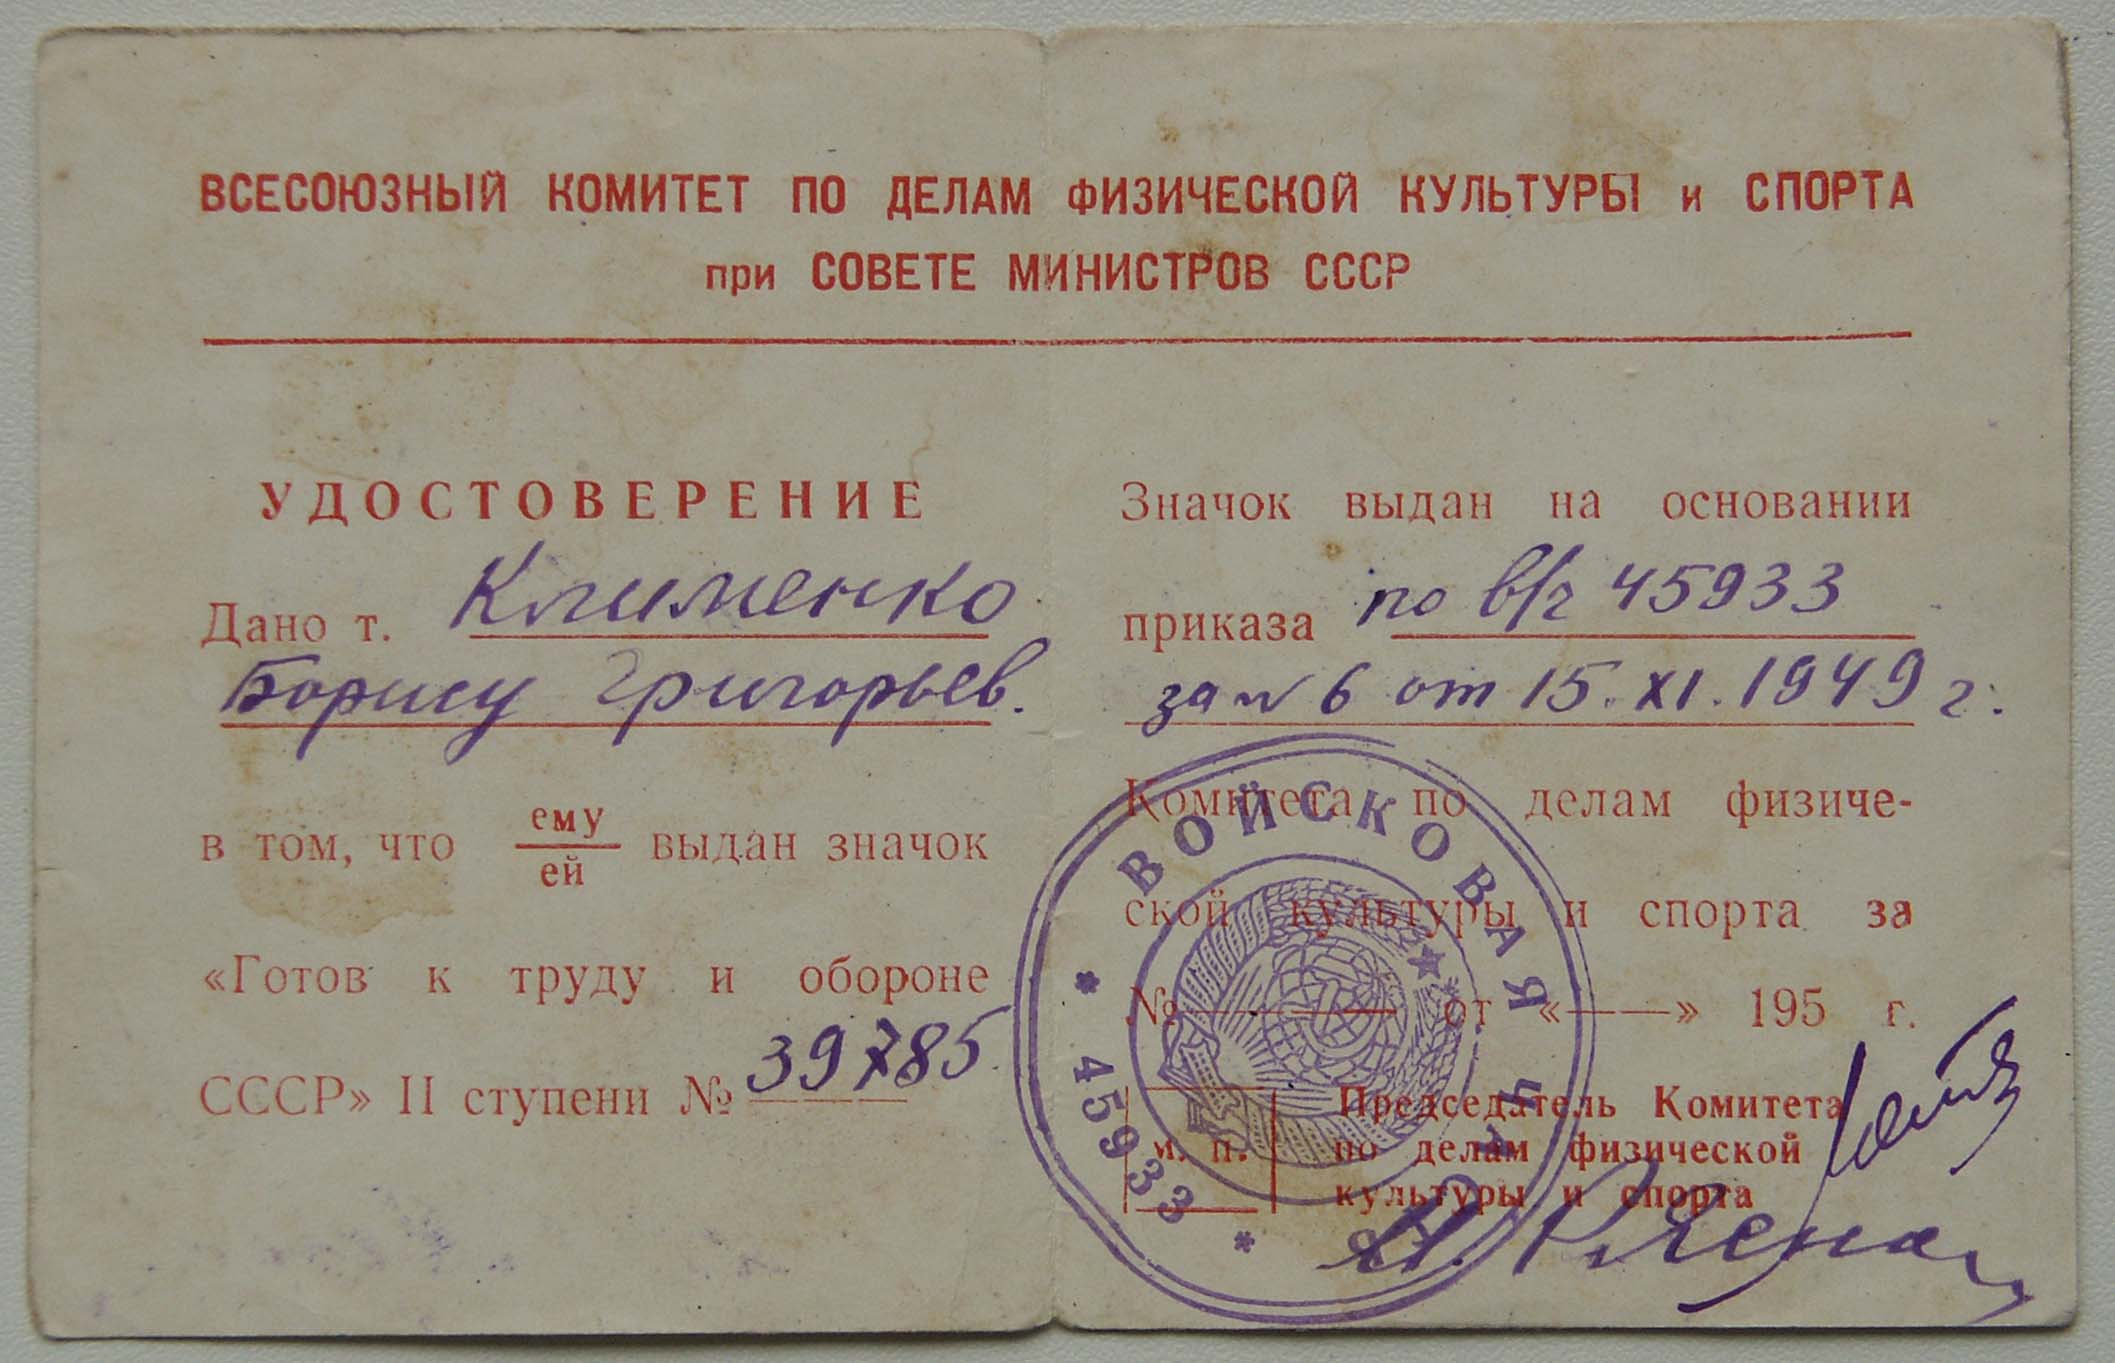 ВСЕСОЮЗНЫЙ КОМИТЕТ ПО ДЕЛАМ ФИЗИЧЕСКОЙ КУЛЬТУРЫ и СПОРТА
при СОВЕТЕ МИНИСТРОВ СССР
УДОСТОВЕРЕНИЕ
Дано т. Клименко
Борису Григорьев.
в том, что ему
ей выдан значок
«Готов к труду и обороне
СССР» II ступени № 39785
Значок выдан на основании
приказа по в/ч 45933
за № 6 от 15.XI.1949 г.
Комитета по делам физиче-
ской культуры и спорта за
№ —— от «——» 195 г.
м. п.
Председатель Комитета
по делам физической
культуры и спорта
ВОЙСКОВАЯ ЧАСТЬ
* 45933 *